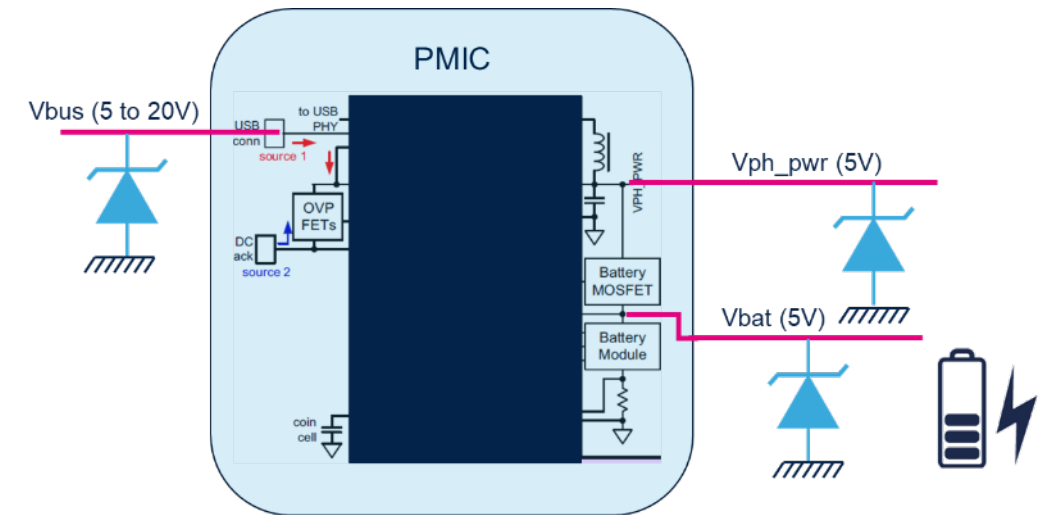 PMIC
Vbus (5 to 20V)
to USB
PHY
USB
conn
source 1
OVP
FETs
DC
ack
source 2
coin
cell
VPH_PWR
Vph_pwr (5V)
Battery
MOSFET
Vbat (5V)
Battery
Module